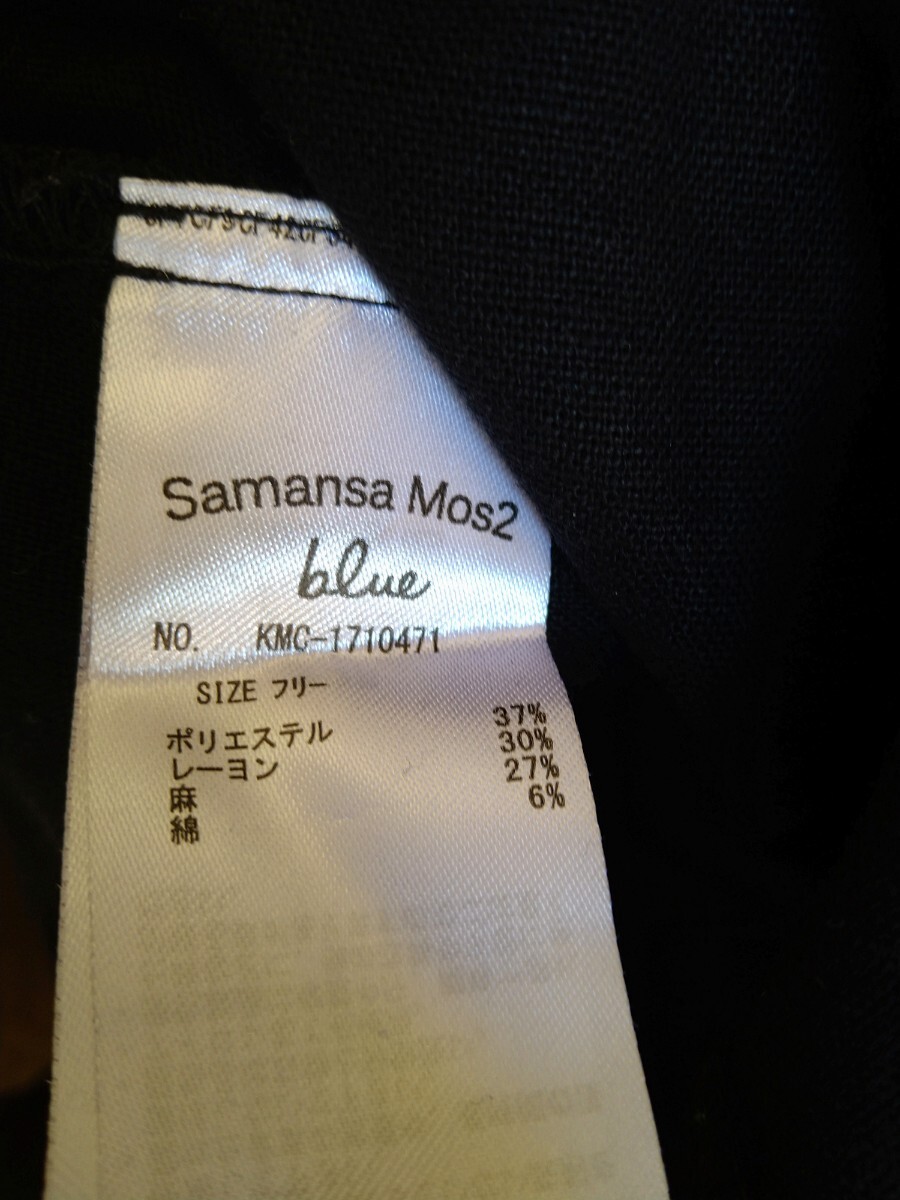 Samansa Mos2
blue
NO. KMC-1710471
SIZE フリー
ポリエステル 37%
レーヨン 30%
麻 27%
綿 6%